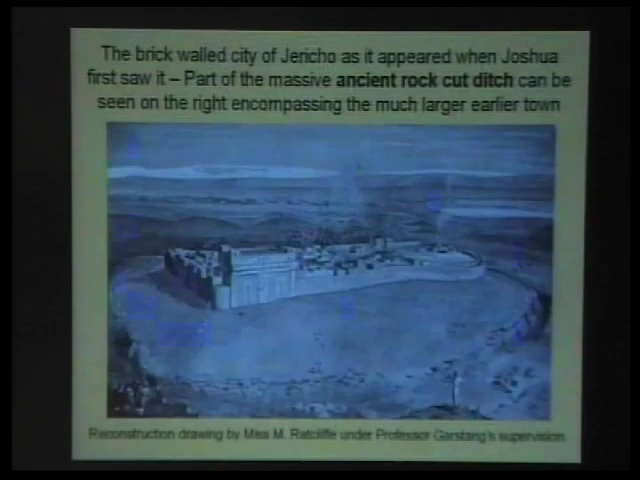 The brick walled city of Jericho as it appeared when Joshua
first saw it – Part of the massive ancient rock cut ditch can be
seen on the right encompassing the much larger earlier town
Reconstruction drawing by Miss M. Ratcliffe under Professor Garstang's supervision.